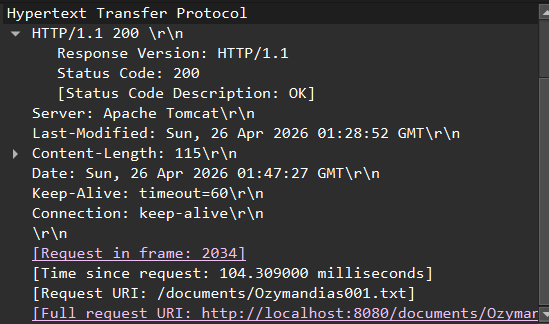 Hypertext Transfer Protocol
HTTP/1.1 200 \r\n
Response Version: HTTP/1.1
Status Code: 200
[Status Code Description: OK]
Server: Apache Tomcat\r\n
Last-Modified: Sun, 26 Apr 2026 01:28:52 GMT\r\n
Content-Length: 115\r\n
Date: Sun, 26 Apr 2026 01:47:27 GMT\r\n
Keep-Alive: timeout=60\r\n
Connection: keep-alive\r\n
\r\n
[Request in frame: 2034]
[Time since request: 104.309000 milliseconds]
[Request URI: /documents/Ozymandias001.txt]
[Full request URI: http://localhost:8080/documents/Ozyman